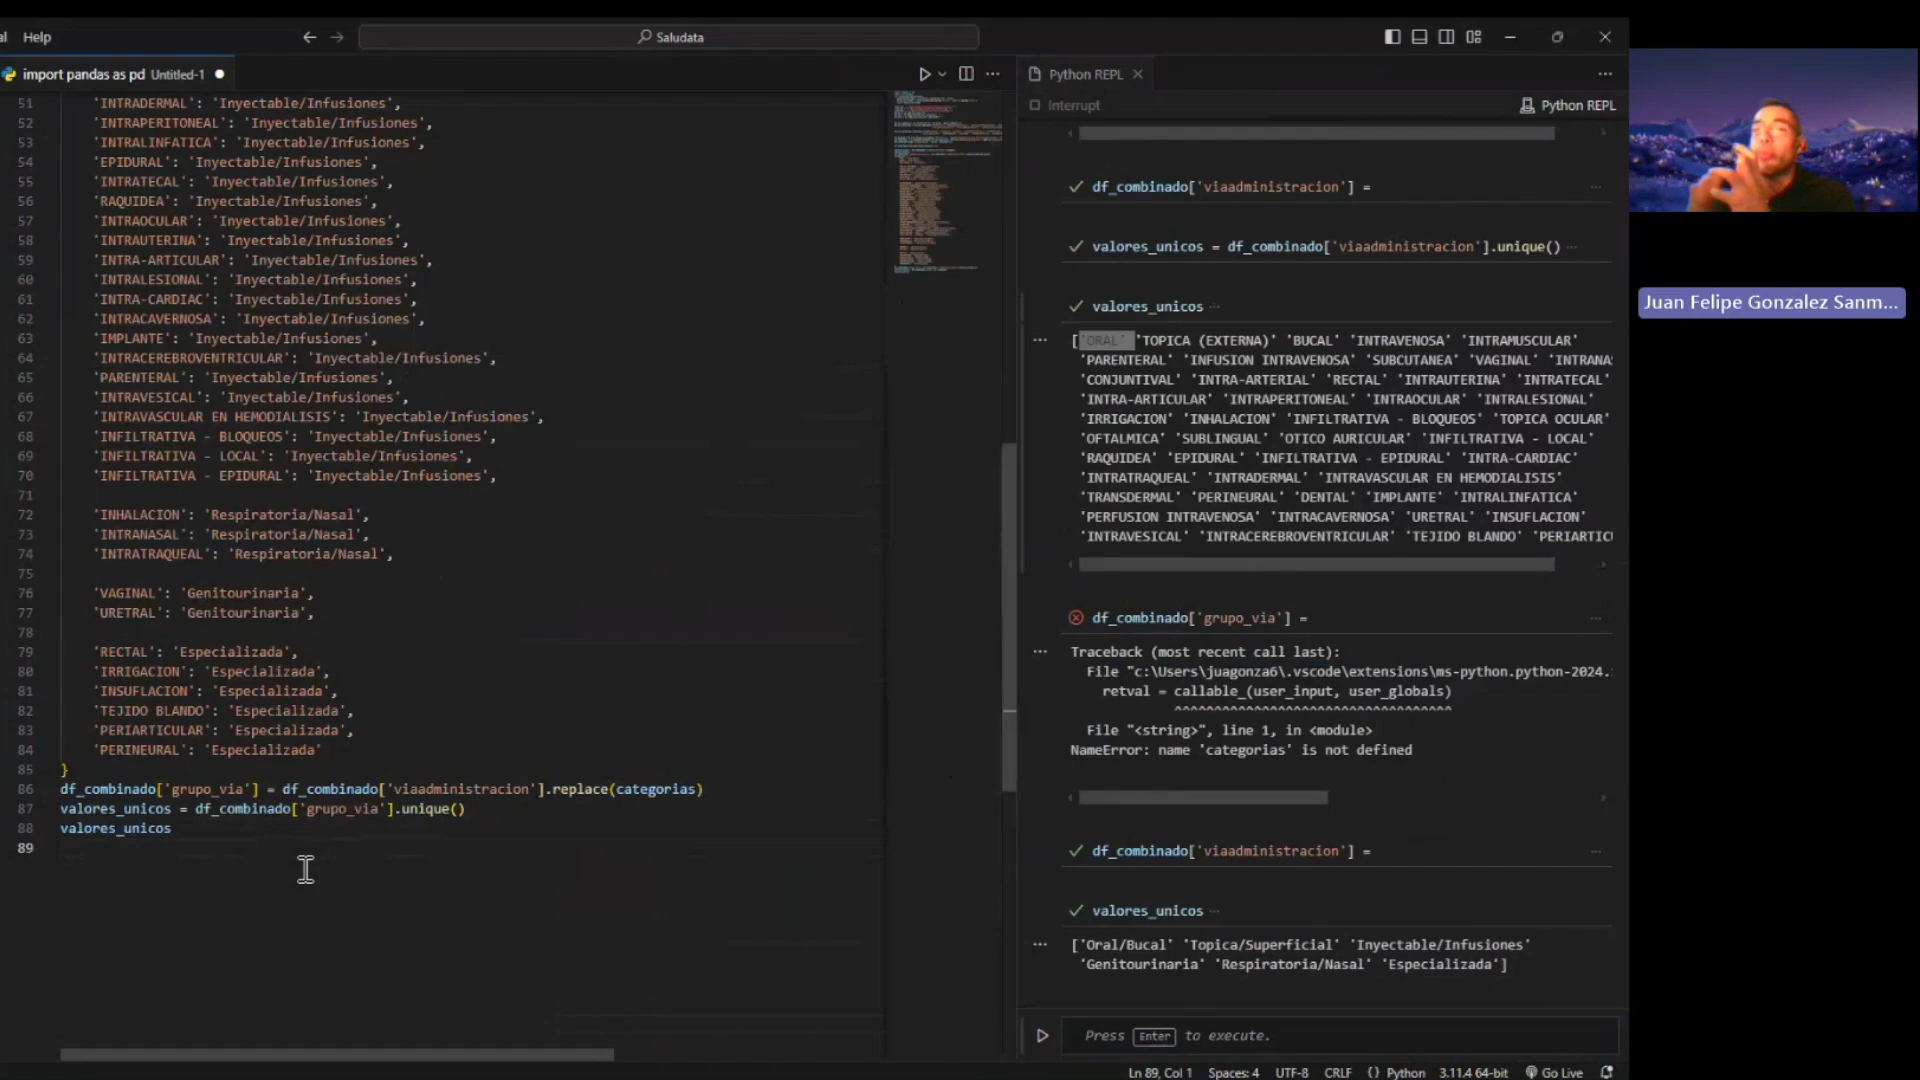 al Help
Saludata
import pandas as pd Untitled-1
51 'INTRADERMAL': 'Inyectable/Infusiones',
52 'INTRAPERITONEAL': 'Inyectable/Infusiones',
53 'INTRALINFATICA': 'Inyectable/Infusiones',
54 'EPIDURAL': 'Inyectable/Infusiones',
55 'INTRATECAL': 'Inyectable/Infusiones',
56 'RAQUIDEA': 'Inyectable/Infusiones',
57 'INTRAOCULAR': 'Inyectable/Infusiones',
58 'INTRAUTERINA': 'Inyectable/Infusiones',
59 'INTRA-ARTICULAR': 'Inyectable/Infusiones',
60 'INTRALESIONAL': 'Inyectable/Infusiones',
61 'INTRA-CARDIAC': 'Inyectable/Infusiones',
62 'INTRACAVERNOSA': 'Inyectable/Infusiones',
63 'IMPLANTE': 'Inyectable/Infusiones',
64 'INTRACEREBROVENTRICULAR': 'Inyectable/Infusiones',
65 'PARENTERAL': 'Inyectable/Infusiones',
66 'INTRAVESICAL': 'Inyectable/Infusiones',
67 'INTRAVASCULAR EN HEMODIALISIS': 'Inyectable/Infusiones',
68 'INFILTRATIVA - BLOQUEOS': 'Inyectable/Infusiones',
69 'INFILTRATIVA - LOCAL': 'Inyectable/Infusiones',
70 'INFILTRATIVA - EPIDURAL': 'Inyectable/Infusiones',
71
72 'INHALACION': 'Respiratoria/Nasal',
73 'INTRANASAL': 'Respiratoria/Nasal',
74 'INTRATRAQUEAL': 'Respiratoria/Nasal',
75
76 'VAGINAL': 'Genitourinaria',
77 'URETRAL': 'Genitourinaria',
78
79 'RECTAL': 'Especializada',
80 'IRRIGACION': 'Especializada',
81 'INSUFLACION': 'Especializada',
82 'TEJIDO BLANDO': 'Especializada',
83 'PERIARTICULAR': 'Especializada',
84 'PERINEURAL': 'Especializada'
85 }
86 df_combinado['grupo_via'] = df_combinado['viaadministracion'].replace(categorias)
87 valores_unicos = df_combinado['grupo_via'].unique()
88 valores_unicos
89
Python REPL
Interrupt
Python REPL
df_combinado['viaadministracion'] =
valores_unicos = df_combinado['viaadministracion'].unique()
valores_unicos
['ORAL' 'TOPICA (EXTERNA)' 'BUCAL' 'INTRAVENOSA' 'INTRAMUSCULAR'
'PARENTERAL' 'INFUSION INTRAVENOSA' 'SUBCUTANEA' 'VAGINAL' 'INTRANAS
'CONJUNTIVAL' 'INTRA-ARTERIAL' 'RECTAL' 'INTRAUTERINA' 'INTRATECAL'
'INTRA-ARTICULAR' 'INTRAPERITONEAL' 'INTRAOCULAR' 'INTRALESIONAL'
'IRRIGACION' 'INHALACION' 'INFILTRATIVA - BLOQUEOS' 'TOPICA OCULAR'
'OFTALMICA' 'SUBLINGUAL' 'OTICO AURICULAR' 'INFILTRATIVA - LOCAL'
'RAQUIDEA' 'EPIDURAL' 'INFILTRATIVA - EPIDURAL' 'INTRA-CARDIAC'
'INTRATRAQUEAL' 'INTRADERMAL' 'INTRAVASCULAR EN HEMODIALISIS'
'TRANSDERMAL' 'PERINEURAL' 'DENTAL' 'IMPLANTE' 'INTRALINFATICA'
'PERFUSION INTRAVENOSA' 'INTRACAVERNOSA' 'URETRAL' 'INSUFLACION'
'INTRAVESICAL' 'INTRACEREBROVENTRICULAR' 'TEJIDO BLANDO' 'PERIARTICU
df_combinado['grupo_via'] =
Traceback (most recent call last):
File "c:\Users\juagonza6\.vscode\extensions\ms-python.python-2024.
retval = callable_(user_input, user_globals)
^^^^^^^^^^^^^^^^^^^^^^^^^^^^^^^^^^
File "<string>", line 1, in <module>
NameError: name 'categorias' is not defined
df_combinado['viaadministracion'] =
valores_unicos
['Oral/Bucal' 'Topica/Superficial' 'Inyectable/Infusiones'
'Genitourinaria' 'Respiratoria/Nasal' 'Especializada']
Press Enter to execute.
Ln 89, Col 1 Spaces: 4 UTF-8 CRLF {} Python 3.11.4 64-bit Go Live
Juan Felipe Gonzalez Sanm...